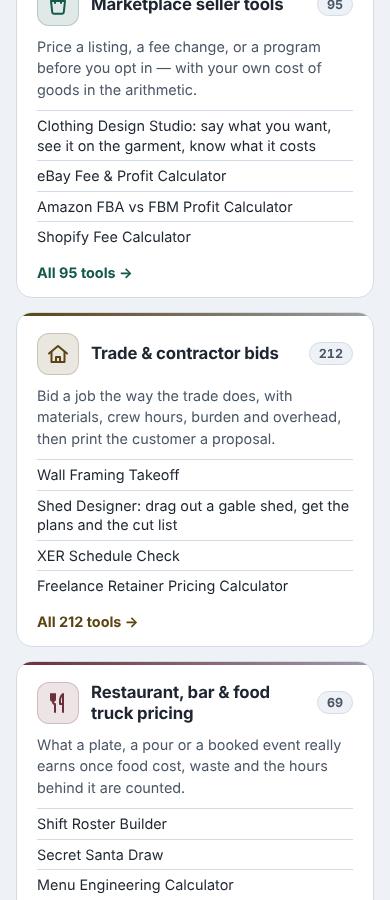 Marketplace seller tools
95
Price a listing, a fee change, or a program
before you opt in — with your own cost of
goods in the arithmetic.
Clothing Design Studio: say what you want,
see it on the garment, know what it costs
eBay Fee & Profit Calculator
Amazon FBA vs FBM Profit Calculator
Shopify Fee Calculator
All 95 tools →
Trade & contractor bids
212
Bid a job the way the trade does, with
materials, crew hours, burden and overhead,
then print the customer a proposal.
Wall Framing Takeoff
Shed Designer: drag out a gable shed, get the
plans and the cut list
XER Schedule Check
Freelance Retainer Pricing Calculator
All 212 tools →
Restaurant, bar & food
truck pricing
69
What a plate, a pour or a booked event really
earns once food cost, waste and the hours
behind it are counted.
Shift Roster Builder
Secret Santa Draw
Menu Engineering Calculator